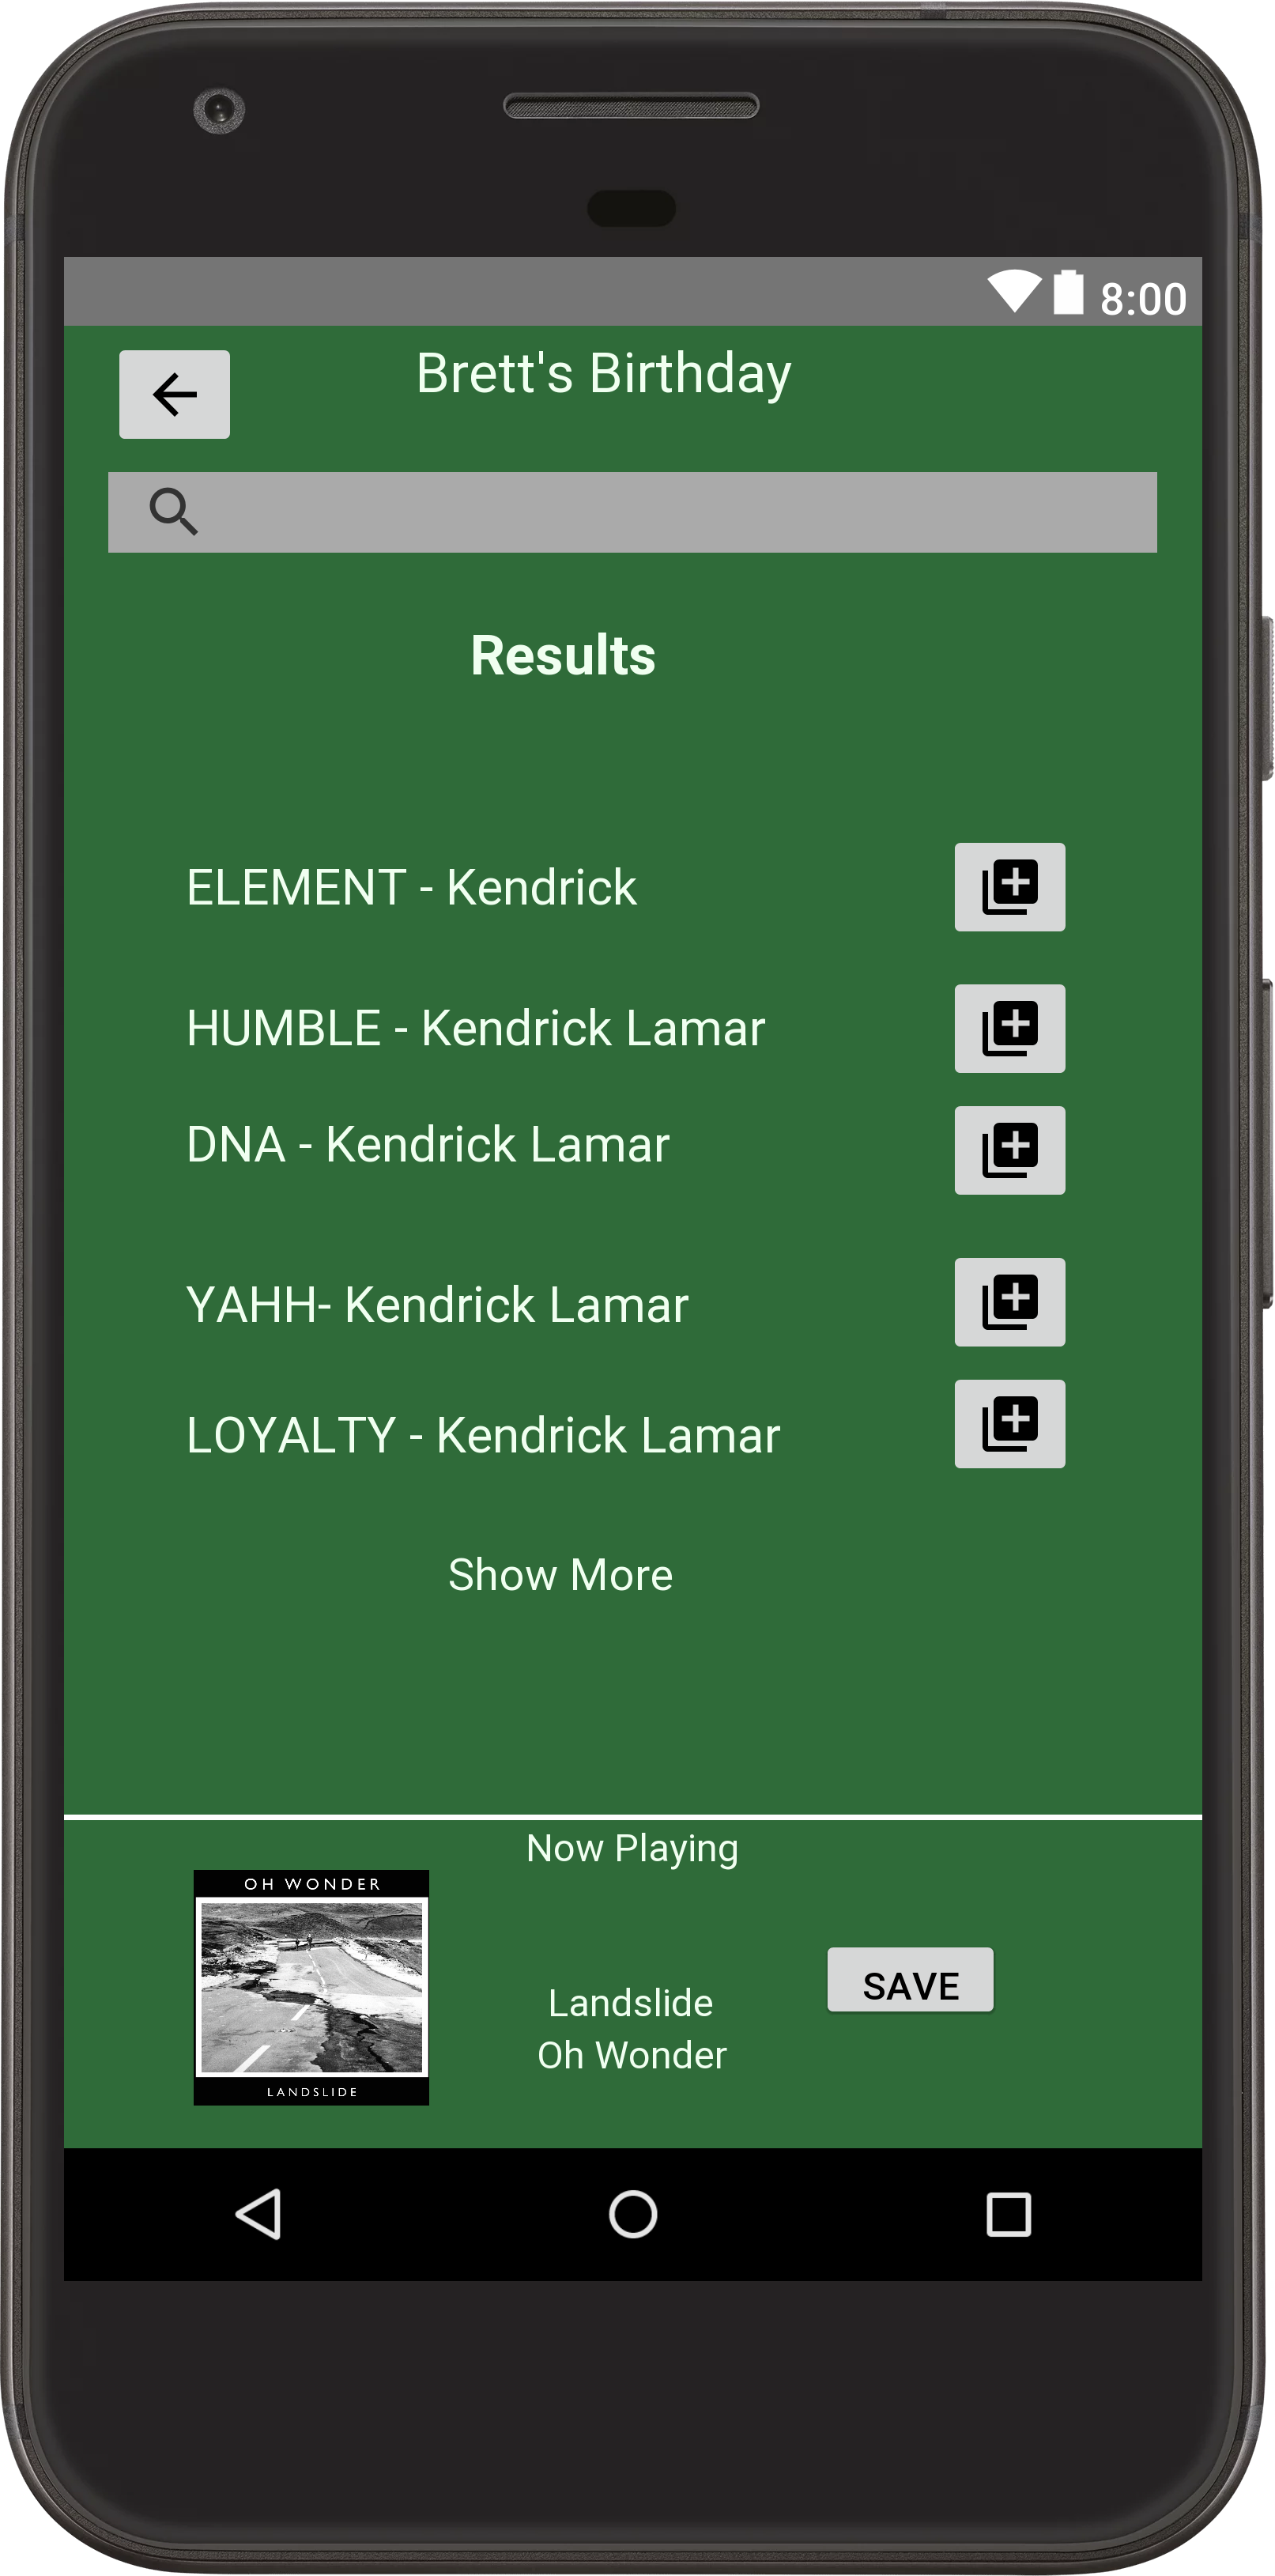 8:00
Brett's Birthday
Results
ELEMENT - Kendrick
HUMBLE - Kendrick Lamar
DNA - Kendrick Lamar
YAHH- Kendrick Lamar
LOYALTY - Kendrick Lamar
Show More
Now Playing
OH WONDER
LANDSLIDE
Landslide
Oh Wonder
SAVE